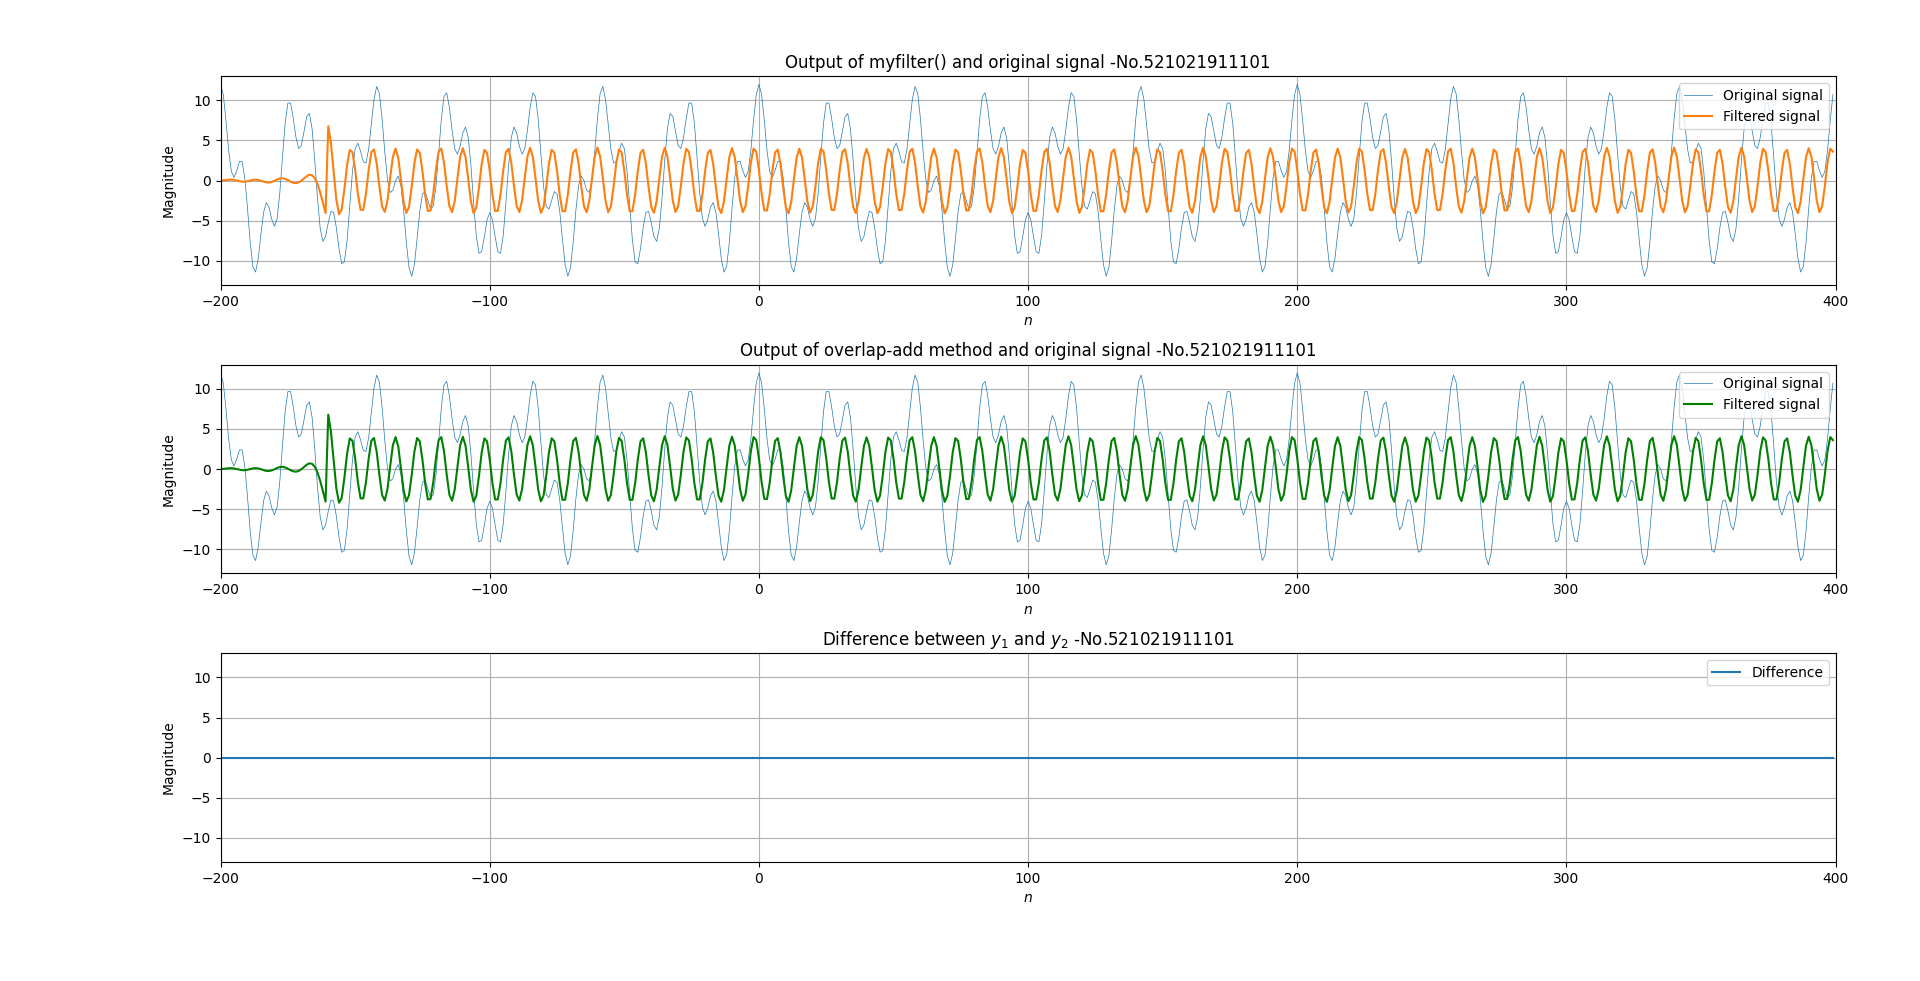 Output of myfilter() and original signal -No.521021911101
Magnitude
10
5
0
−5
−10
Original signal
Filtered signal
−200 −100 0 100 200 300 400
n
Output of overlap-add method and original signal -No.521021911101
Magnitude
10
5
0
−5
−10
Original signal
Filtered signal
−200 −100 0 100 200 300 400
n
Difference between y₁ and y₂ -No.521021911101
Magnitude
10
5
0
−5
−10
Difference
−200 −100 0 100 200 300 400
n